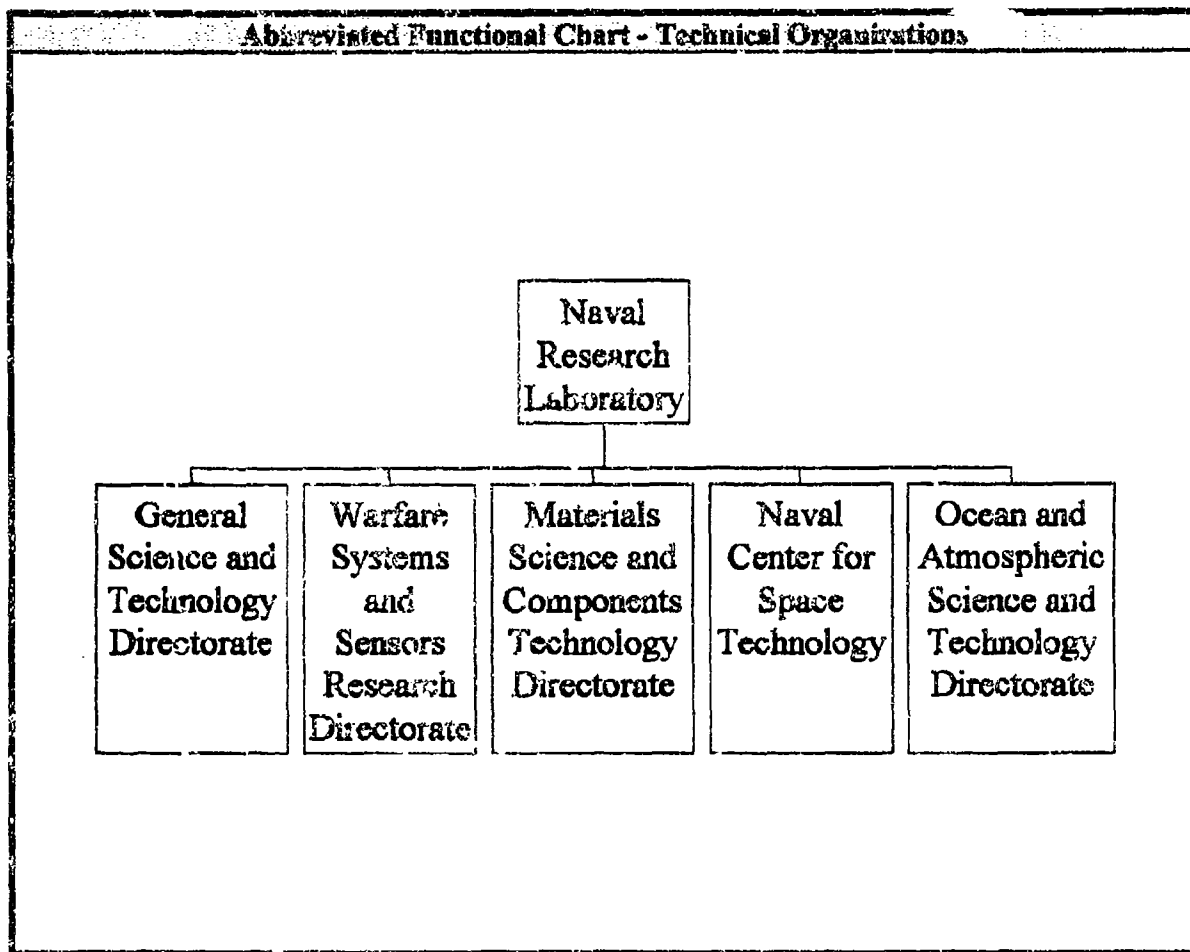 Abbreviated Functional Chart - Technical Organizations
Naval
Research
Laboratory
General
Science and
Technology
Directorate
Warfare
Systems
and
Sensors
Research
Directorate
Materials
Science and
Components
Technology
Directorate
Naval
Center for
Space
Technology
Ocean and
Atmospheric
Science and
Technology
Directorate